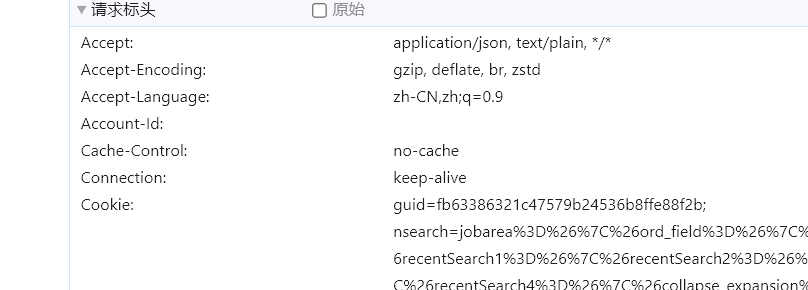 请求标头 原始
Accept: application/json, text/plain, */*
Accept-Encoding: gzip, deflate, br, zstd
Accept-Language: zh-CN,zh;q=0.9
Account-Id:
Cache-Control: no-cache
Connection: keep-alive
Cookie: guid=fb63386321c47579b24536b8ffe88f2b;
nsearch=jobarea%3D%26%7C%26ord_field%3D%26%7C%
6recentSearch1%3D%26%7C%26recentSearch2%3D%26%
C%26recentSearch4%3D%26%7C%26collapse_expansion%